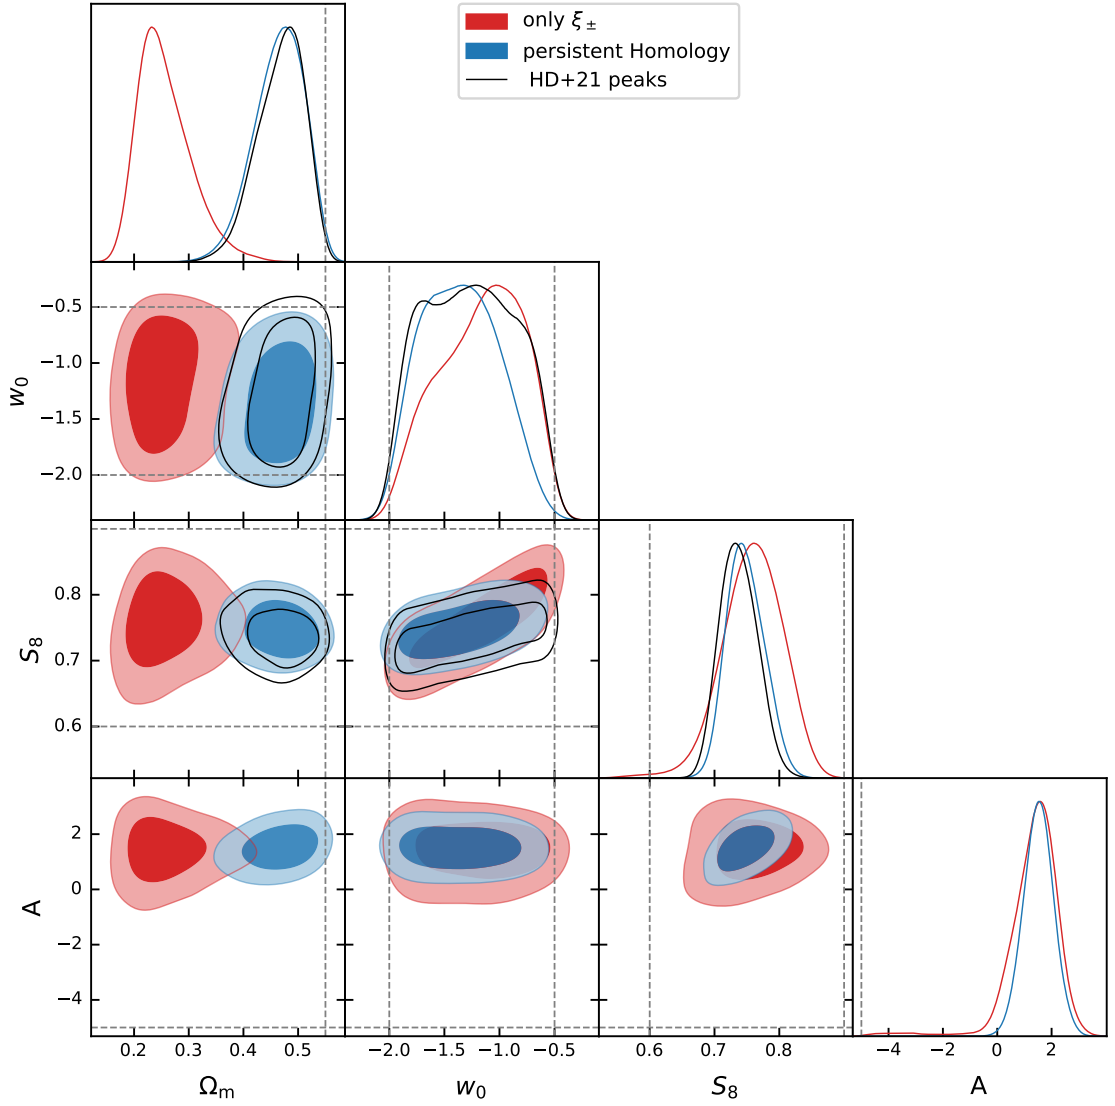 only ξ±
persistent Homology
HD+21 peaks
w₀
−0.5
−1.0
−1.5
−2.0
S₈
0.8
0.7
0.6
A
2
0
−2
−4
0.2 0.3 0.4 0.5
−2.0 −1.5 −1.0 −0.5
0.6 0.7 0.8
−4 −2 0 2
Ωₘ w₀ S₈ A